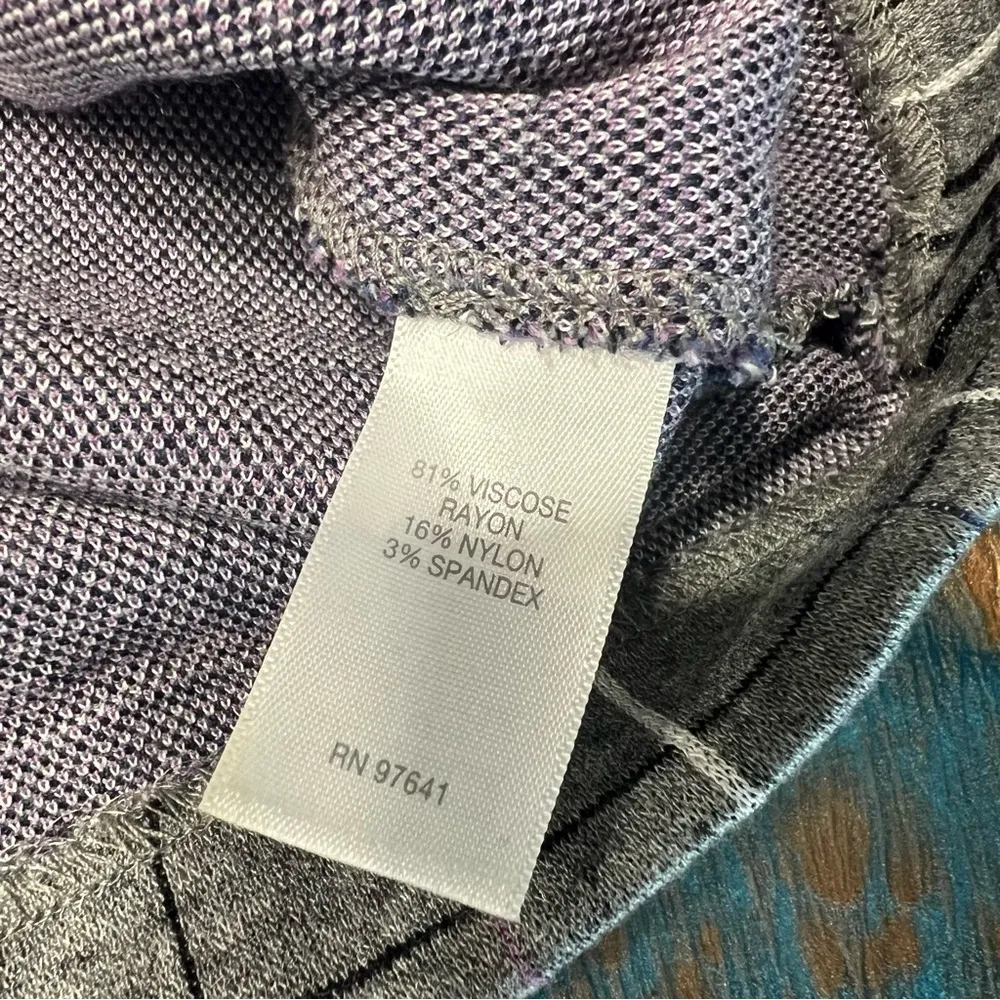 81% VISCOSE
RAYON
16% NYLON
3% SPANDEX
RN 97641